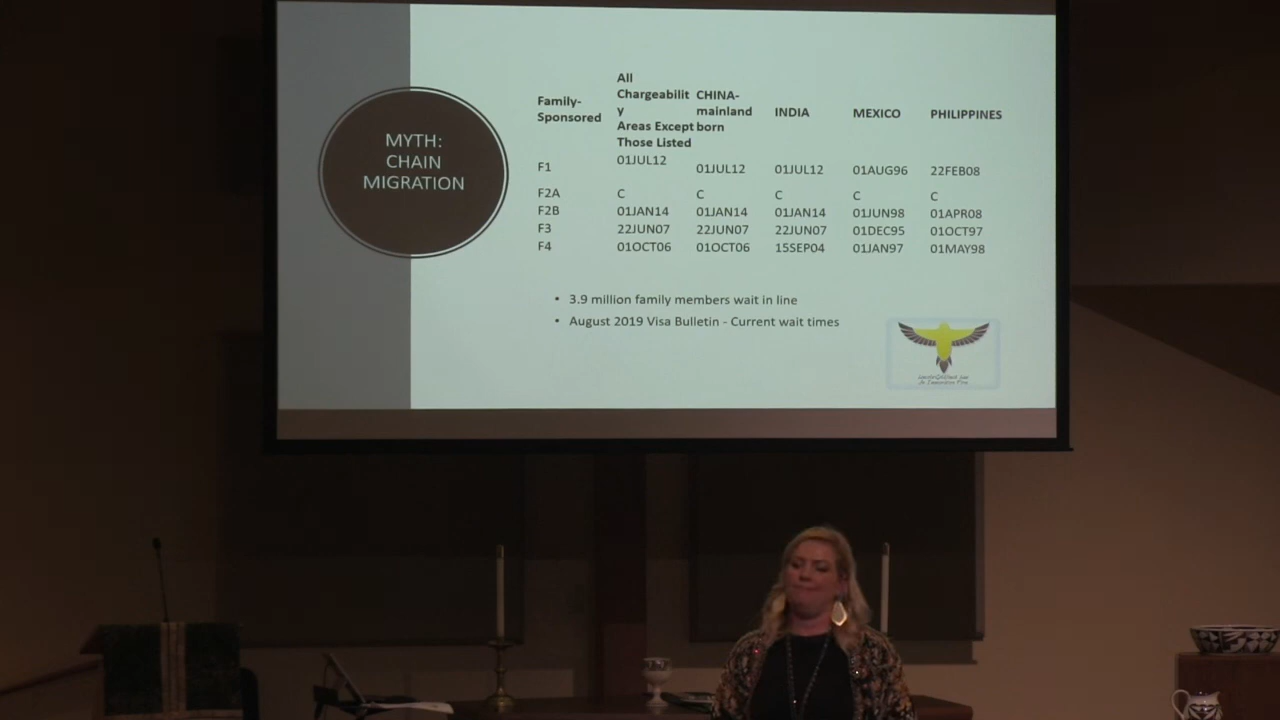 MYTH:
CHAIN
MIGRATION
Family-
Sponsored
All
Chargeabilit
y
Areas Except
Those Listed
CHINA-
mainland
born
INDIA
MEXICO
PHILIPPINES
F1 01JUL12 01JUL12 01JUL12 01AUG96 22FEB08
F2A C C C C C
F2B 01JAN14 01JAN14 01JAN14 01JUN98 01APR08
F3 22JUN07 22JUN07 22JUN07 01DEC95 01OCT97
F4 01OCT06 01OCT06 15SEP04 01JAN97 01MAY98
• 3.9 million family members wait in line
• August 2019 Visa Bulletin - Current wait times